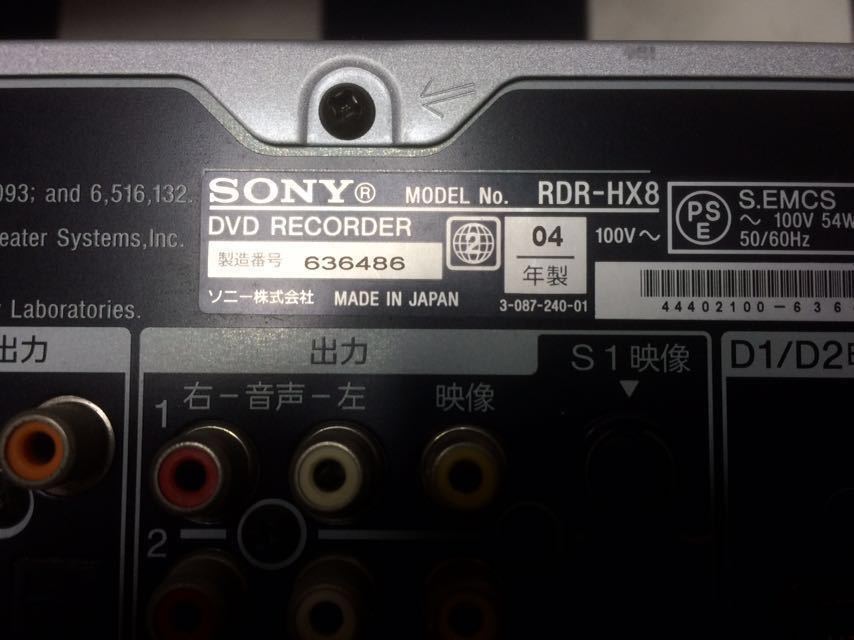 093; and 6,516,132.
eater Systems,Inc.
Laboratories.
SONY® MODEL No. RDR-HX8
DVD RECORDER
製造番号 636486
ソニー株式会社 MADE IN JAPAN
2
04
年製
3-087-240-01
100V～
PS
E
S.EMCS
～ 100V 54W
50/60Hz
44402100-636
出力
出力
S1映像
D1/D2
1
右－音声－左
映像
2